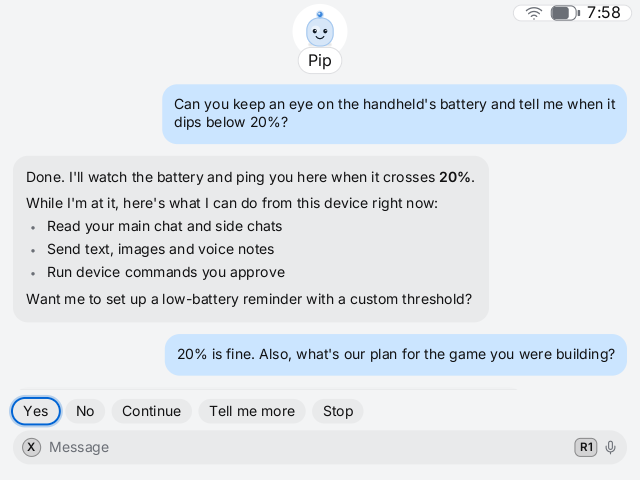 7:58
Pip
Can you keep an eye on the handheld's battery and tell me when it
dips below 20%?
Done. I'll watch the battery and ping you here when it crosses 20%.
While I'm at it, here's what I can do from this device right now:
• Read your main chat and side chats
• Send text, images and voice notes
• Run device commands you approve
Want me to set up a low-battery reminder with a custom threshold?
20% is fine. Also, what's our plan for the game you were building?
Yes No Continue Tell me more Stop
X Message R1